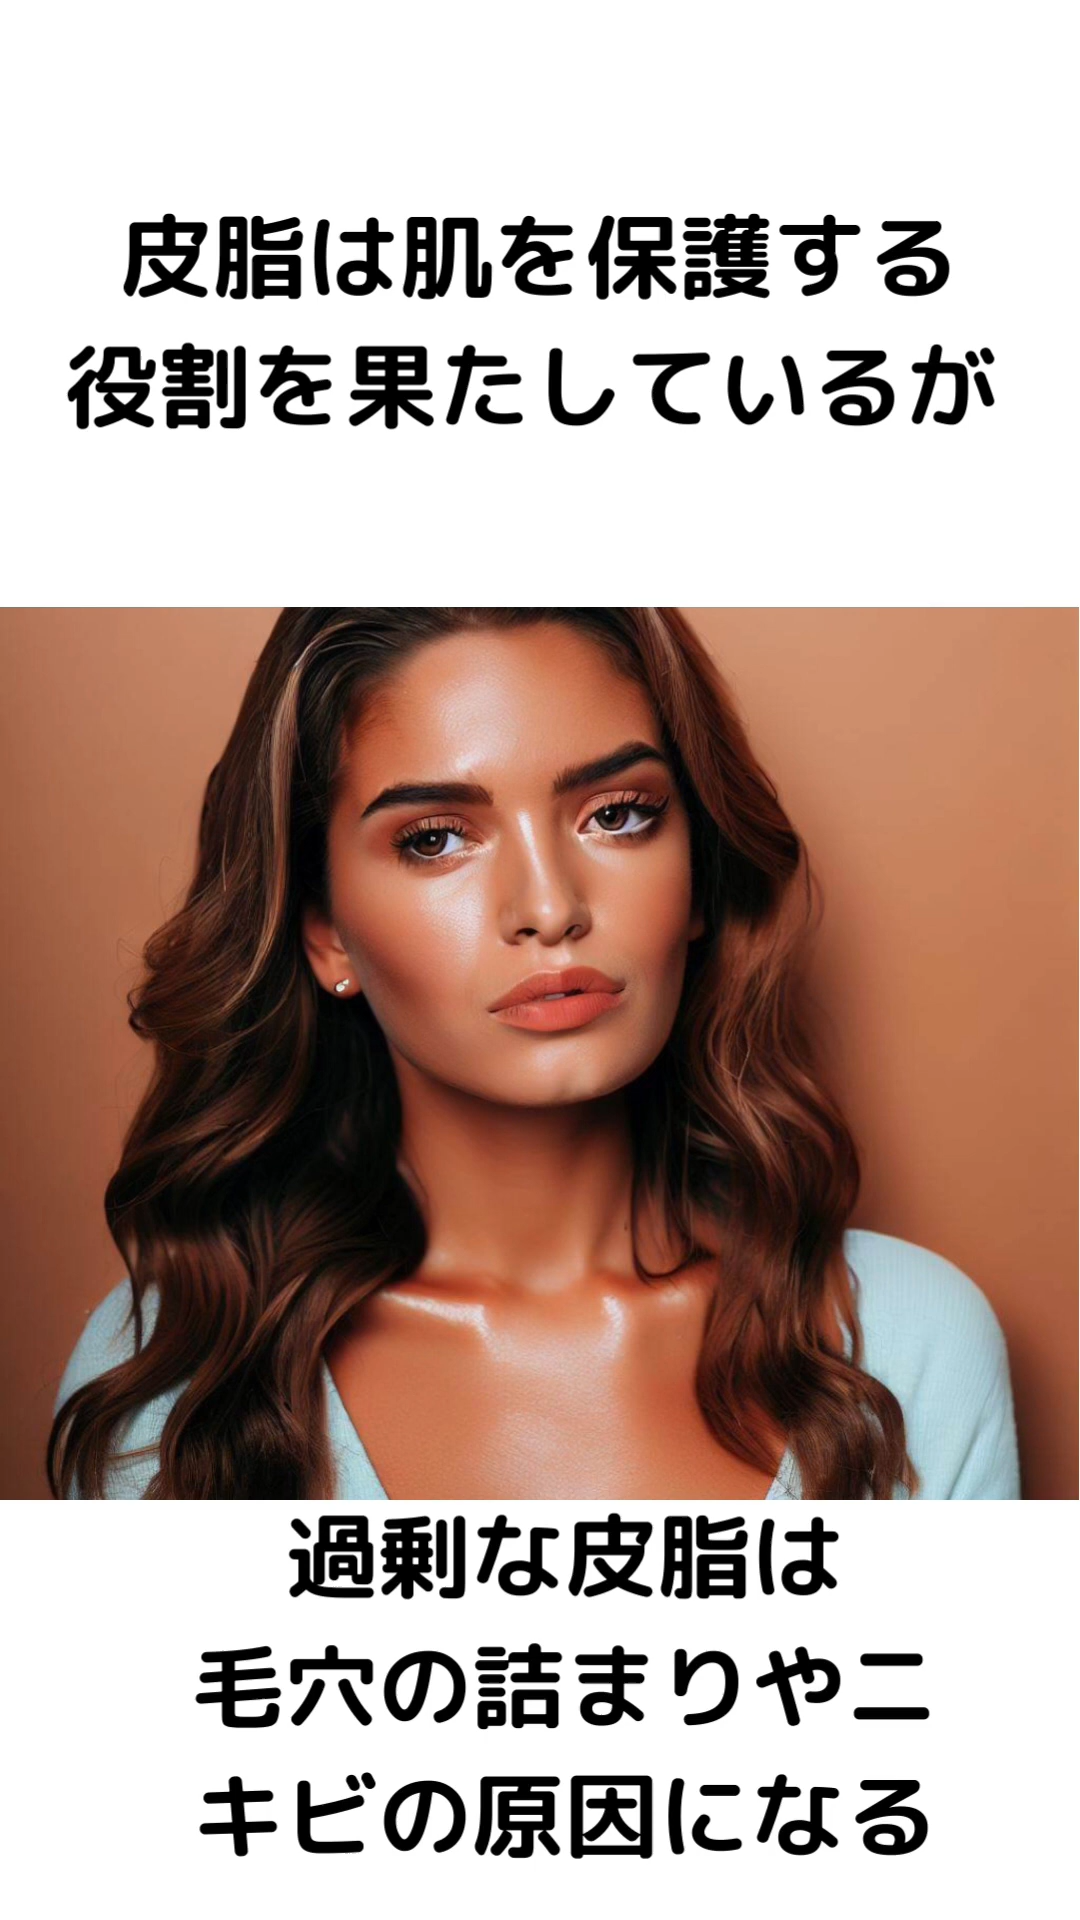 皮脂は肌を保護する
役割を果たしているが
過剰な皮脂は
毛穴の詰まりやニ
キビの原因になる